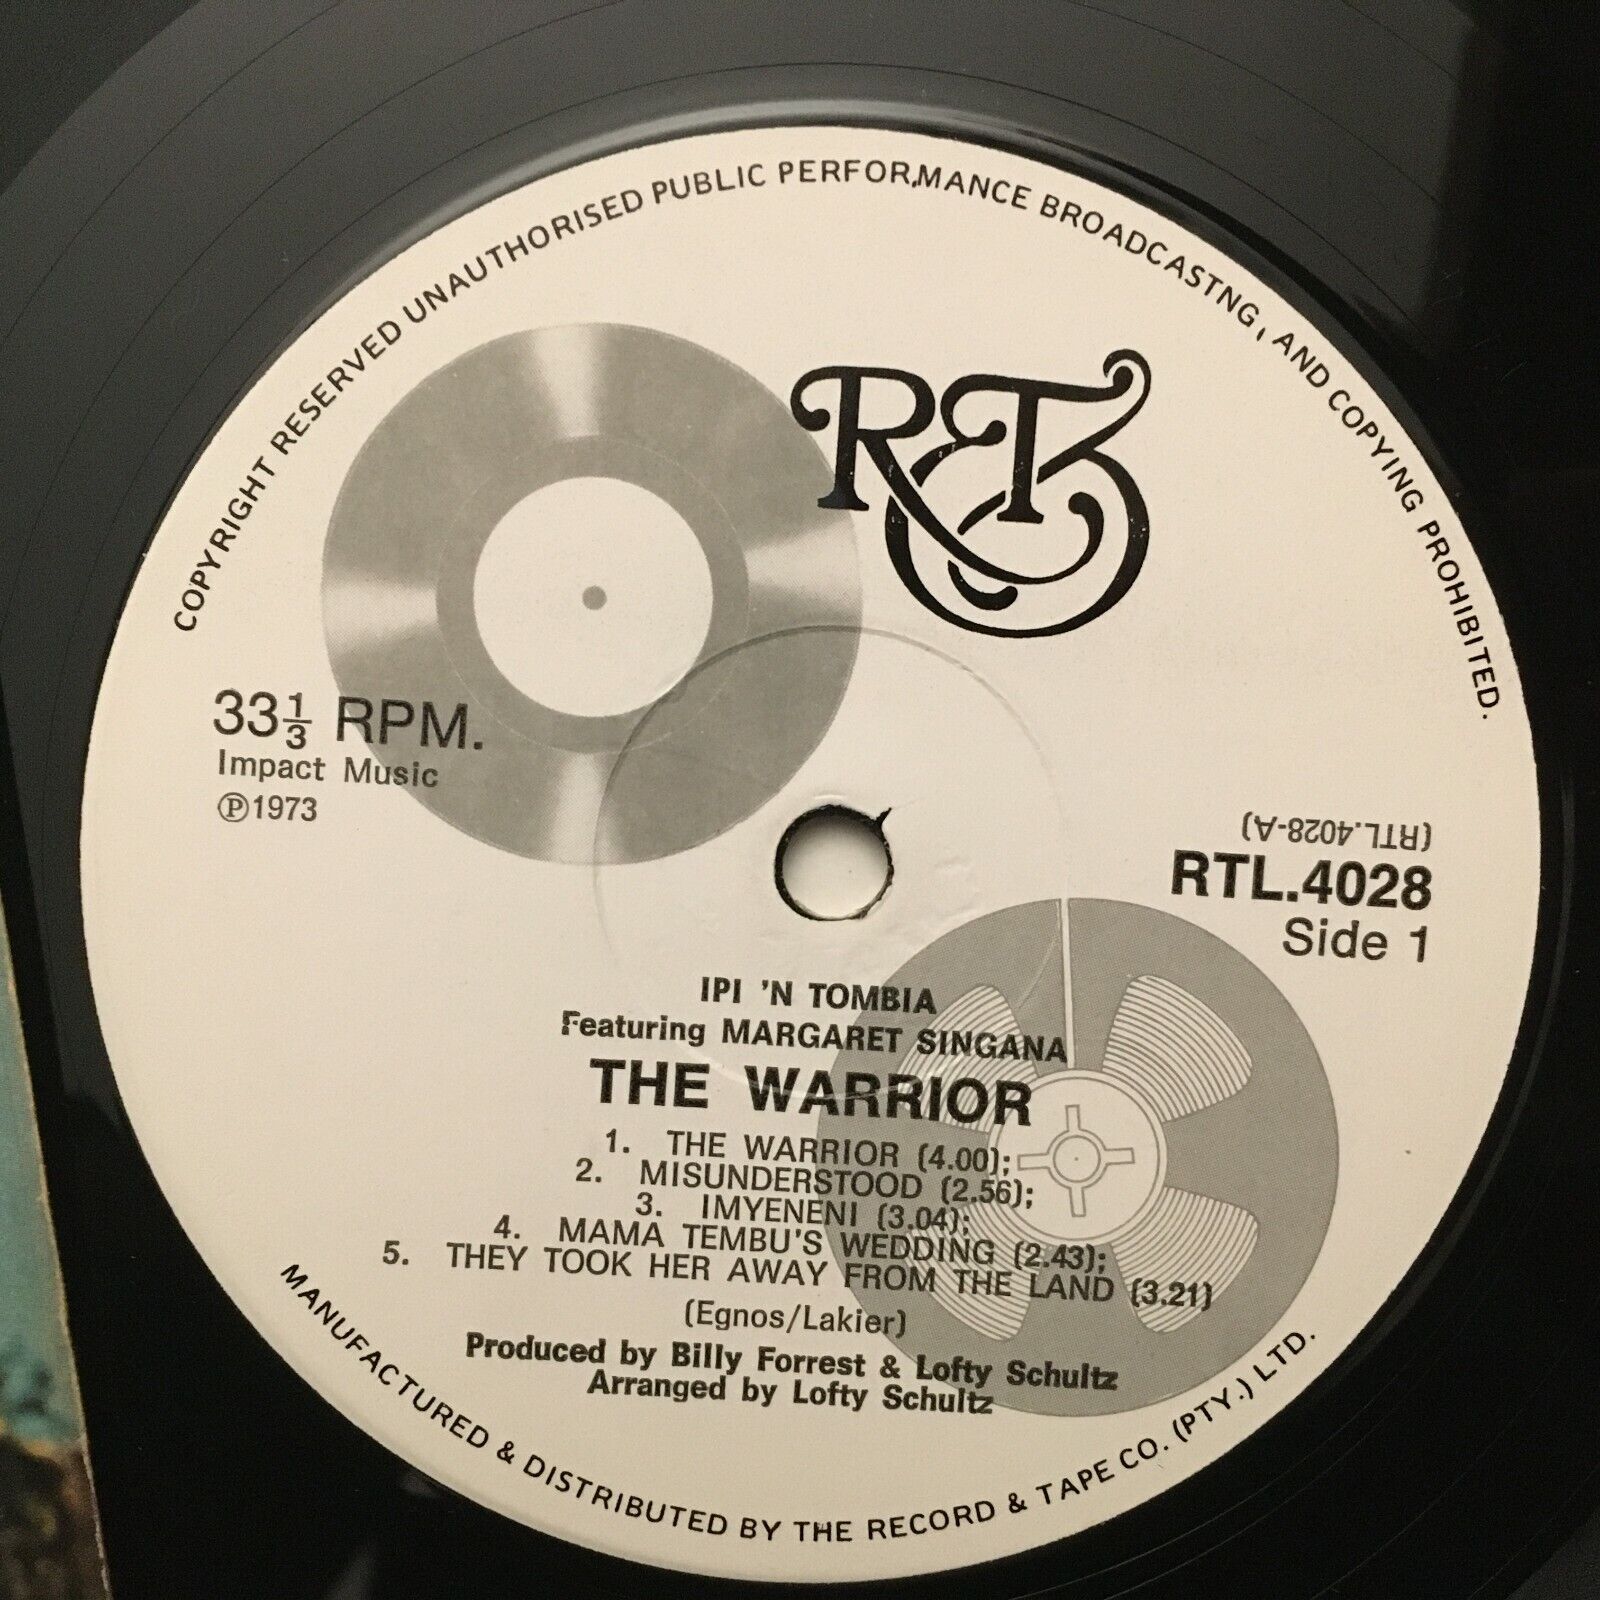 COPYRIGHT RESERVED UNAUTHORISED PUBLIC PERFOR,MANCE BROADCASTNG, AND COPYING PROHIBITED.
R&T
33⅓ RPM.
Impact Music
℗1973
(RTL.4028-A)
RTL.4028
Side 1
IPI 'N TOMBIA
Featuring MARGARET SINGANA
THE WARRIOR
1. THE WARRIOR (4.00);
2. MISUNDERSTOOD (2.56);
3. IMYENENI (3.04);
4. MAMA TEMBU'S WEDDING (2.43);
5. THEY TOOK HER AWAY FROM THE LAND (3.21)
(Egnos/Lakier)
Produced by Billy Forrest & Lofty Schultz
Arranged by Lofty Schultz
MANUFACTURED & DISTRIBUTED BY THE RECORD & TAPE CO. (PTY.) LTD.